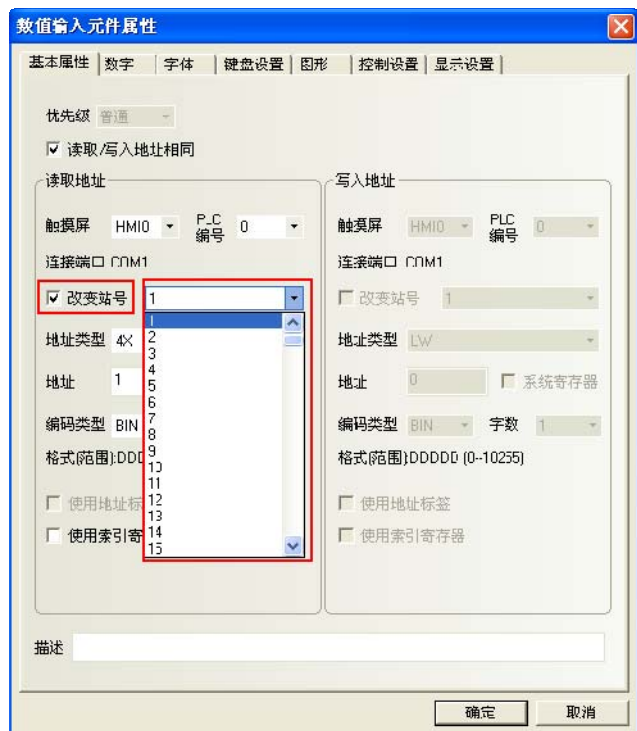 数值输入元件属性
基本属性 数字 字体 键盘设置 图形 控制设置 显示设置
优先级 普通
读取/写入地址相同
读取地址
触摸屏 HMI0 PLC编号 0
连接端口 COM1
改变站号 1
1
2
3
4
5
6
7
8
9
10
11
12
13
14
15
地址类型 4X
地址 1
编码类型 BIN
格式(范围):DDD
使用地址标
使用索引寄
写入地址
触摸屏 HMI0 PLC编号 0
连接端口 COM1
改变站号 1
地址类型 LW
地址 0 系统寄存器
编码类型 BIN 字数 1
格式(范围):DDDDD (0--10255)
使用地址标签
使用索引寄存器
描述
确定 取消